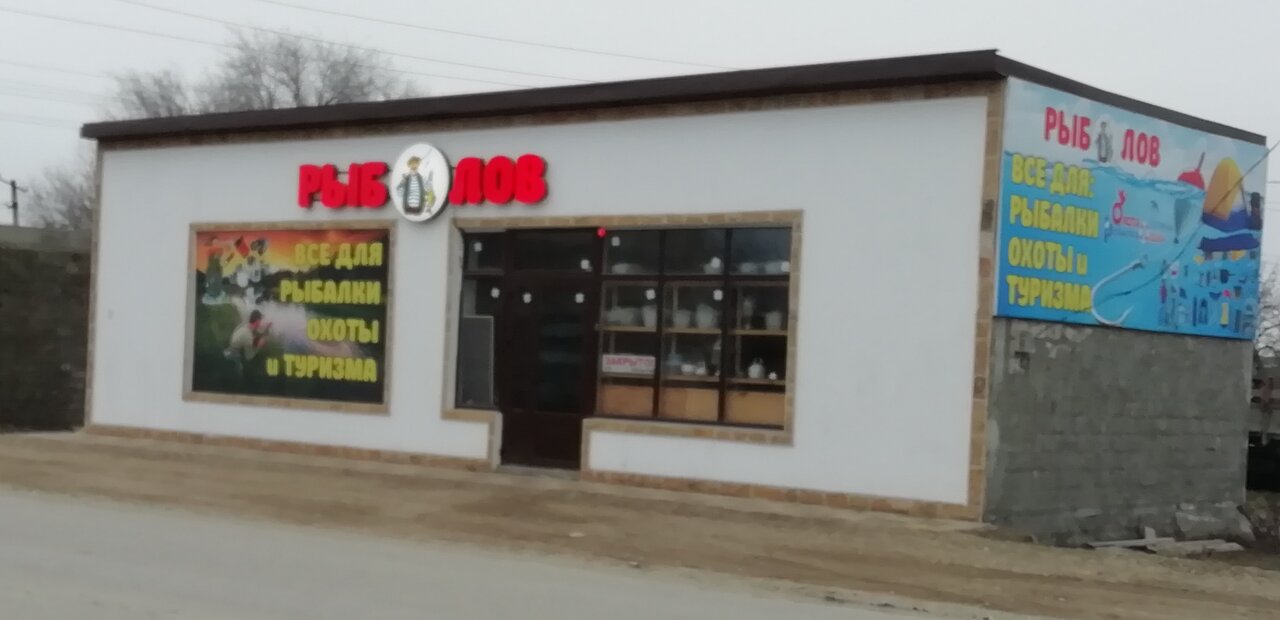 РЫБ ЛОВ
ВСЕ ДЛЯ
РЫБАЛКИ
ОХОТЫ
и ТУРИЗМА
ЗАКРЫТО
РЫБ ЛОВ
ВСЕ ДЛЯ:
РЫБАЛКИ
ОХОТЫ и
ТУРИЗМА